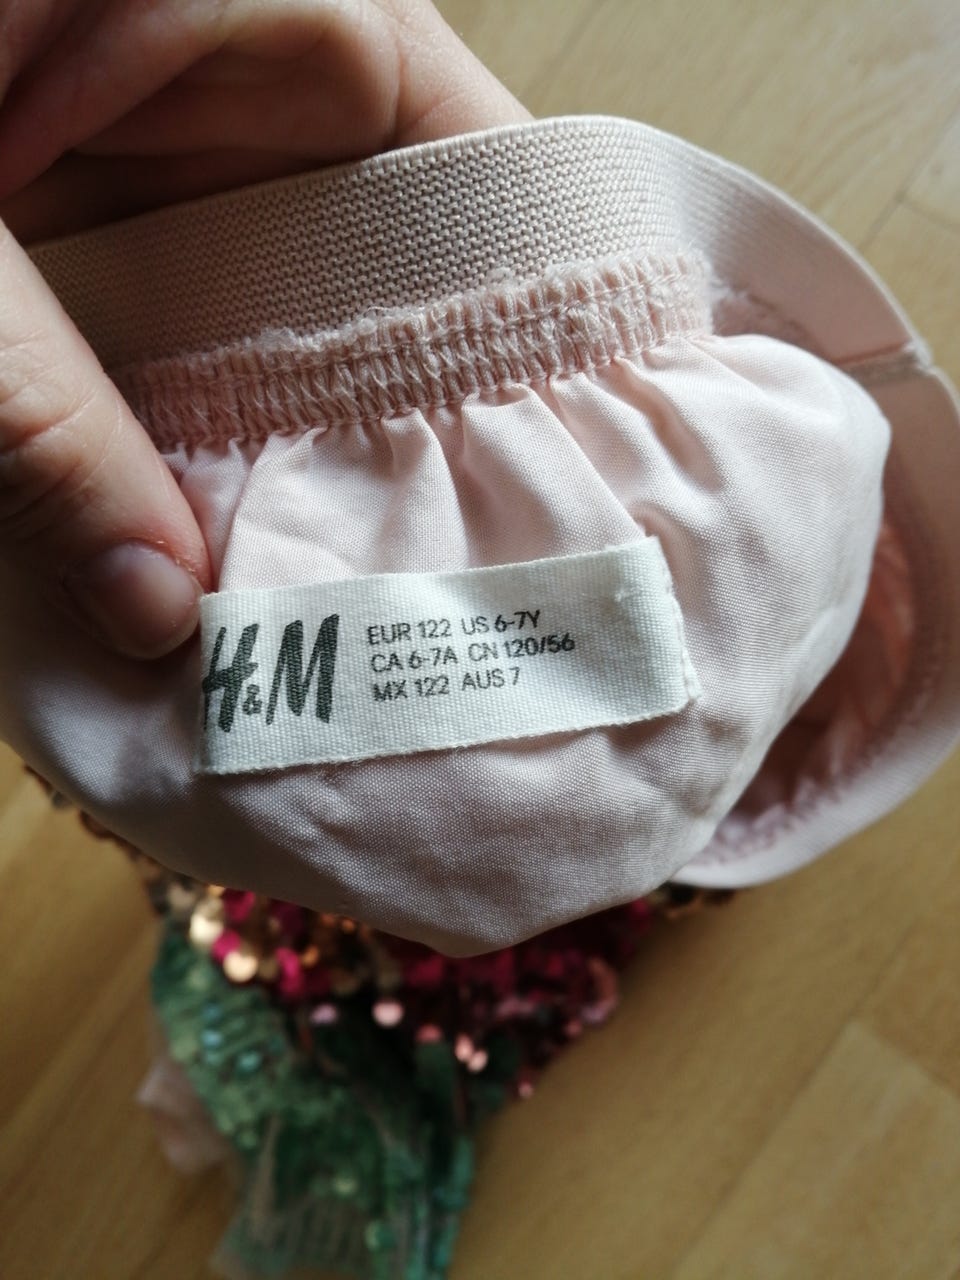 H&M
EUR 122 US 6-7Y
CA 6-7A CN 120/56
MX 122 AUS 7